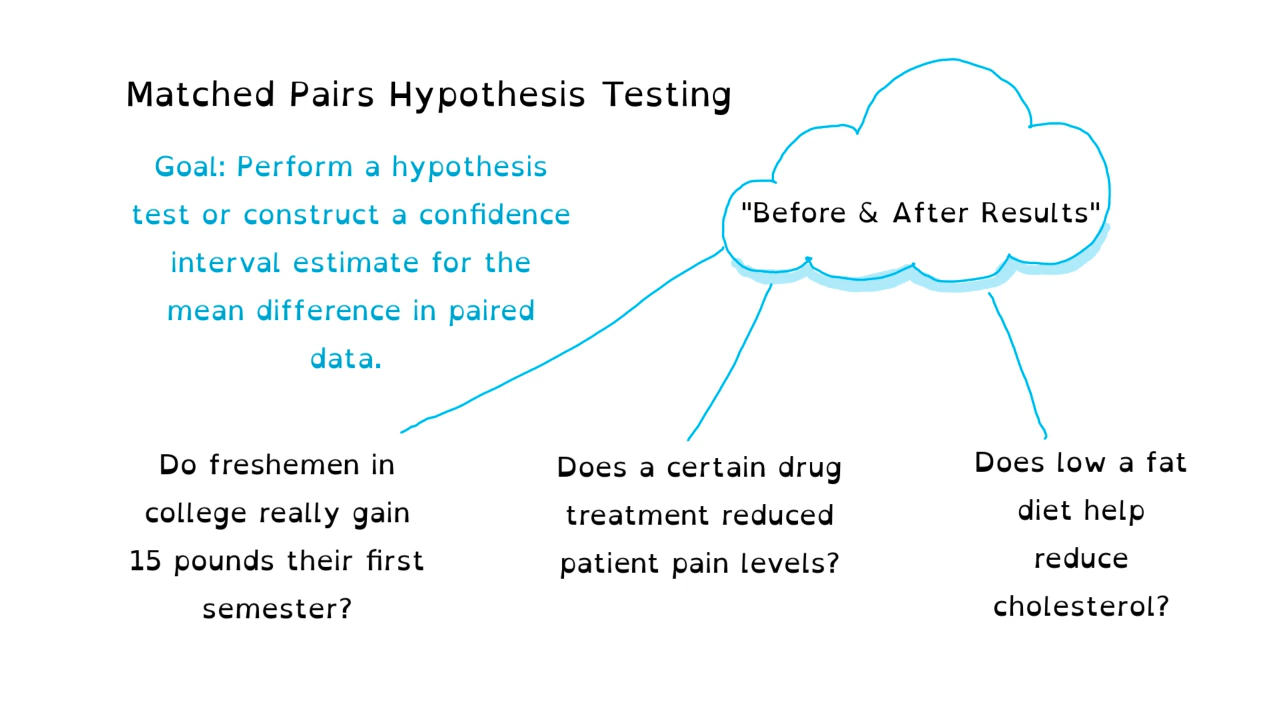 Matched Pairs Hypothesis Testing
Goal: Perform a hypothesis
test or construct a confidence
interval estimate for the
mean difference in paired
data.
"Before & After Results"
Do freshemen in
college really gain
15 pounds their first
semester?
Does a certain drug
treatment reduced
patient pain levels?
Does low a fat
diet help
reduce
cholesterol?